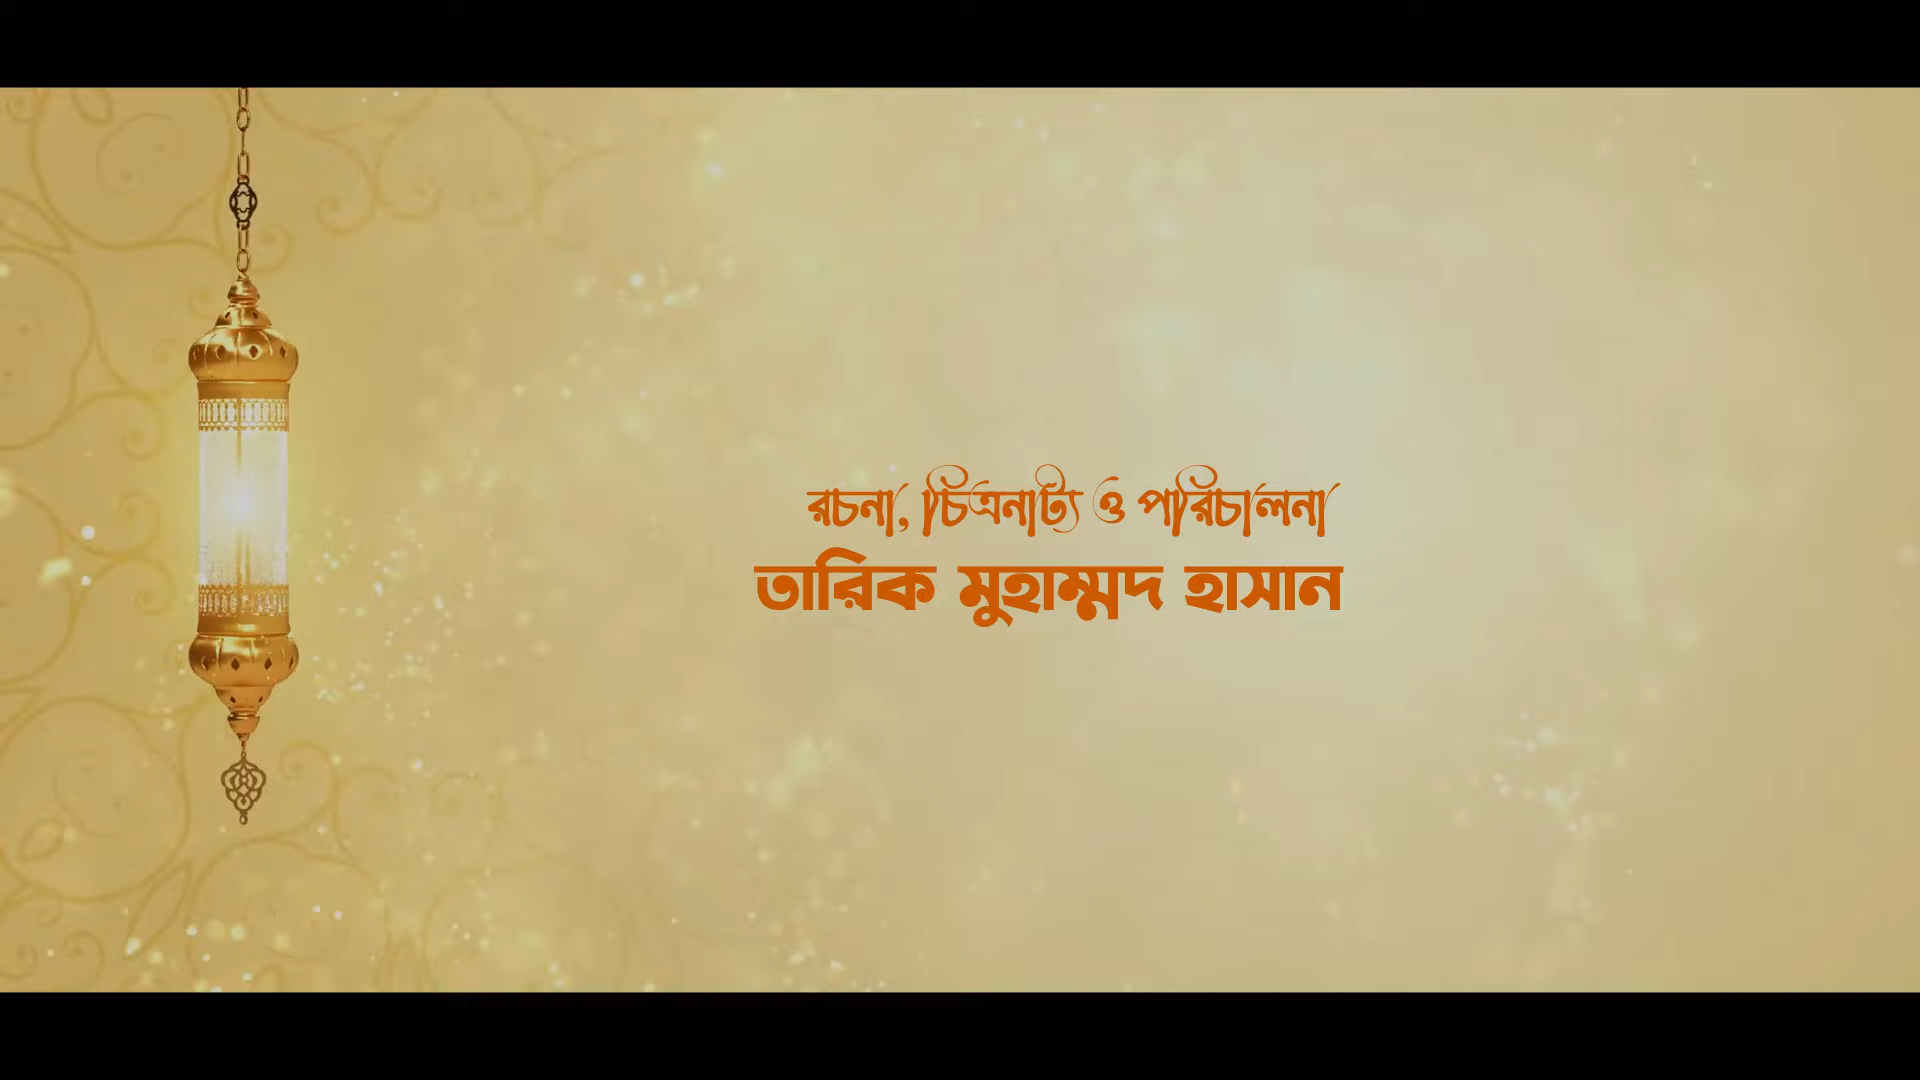 রচনা, চিত্রনাট্য ও পরিচালনা
তারিক মুহাম্মদ হাসান